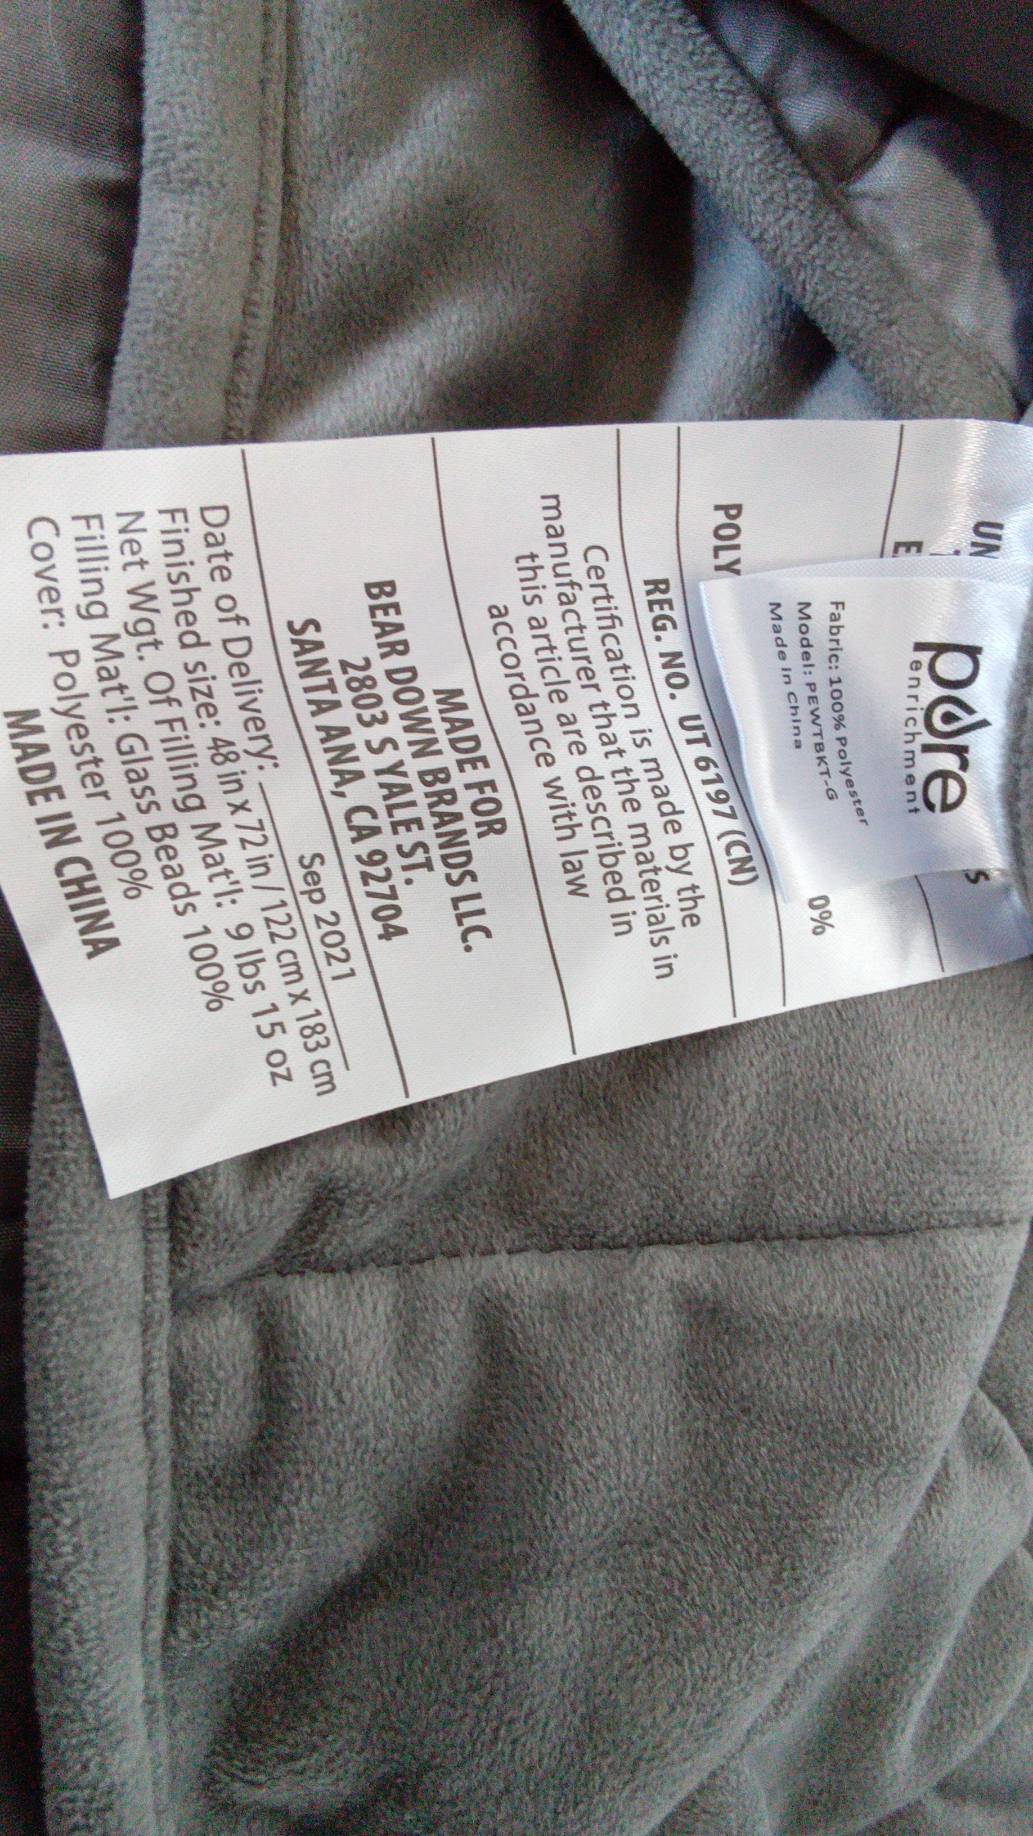 pure
enrichment
Fabric: 100% Polyester
Model: PEWTBKT-G
Made in China
POLY
0%
REG. NO. UT 6197 (CN)
Certification is made by the
manufacturer that the materials in
this article are described in
accordance with law
MADE FOR
BEAR DOWN BRANDS LLC.
2803 S YALE ST.
SANTA ANA, CA 92704
Date of Delivery: Sep 2021
Finished size: 48 in x 72 in / 122 cm x 183 cm
Net Wgt. Of Filling Mat'l: 9 lbs 15 oz
Filling Mat'l: Glass Beads 100%
Cover: Polyester 100%
MADE IN CHINA